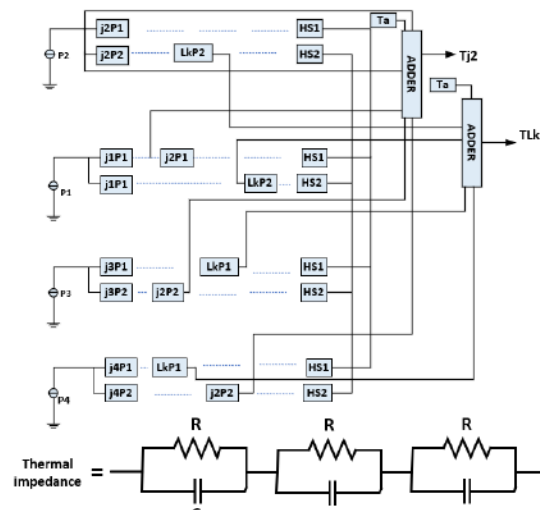 j2P1 HS1 Ta
P2 j2P2 LkP2 HS2 ADDER Tj2
Ta
ADDER TLk
j1P1 j2P1 HS1
P1 j1P1 LkP2 HS2
j3P1 LkP1 HS1
P3 j3P2 j2P2 HS2
j4P1 LkP1 HS1
P4 j4P2 j2P2 HS2
R R R
Thermal
impedance =